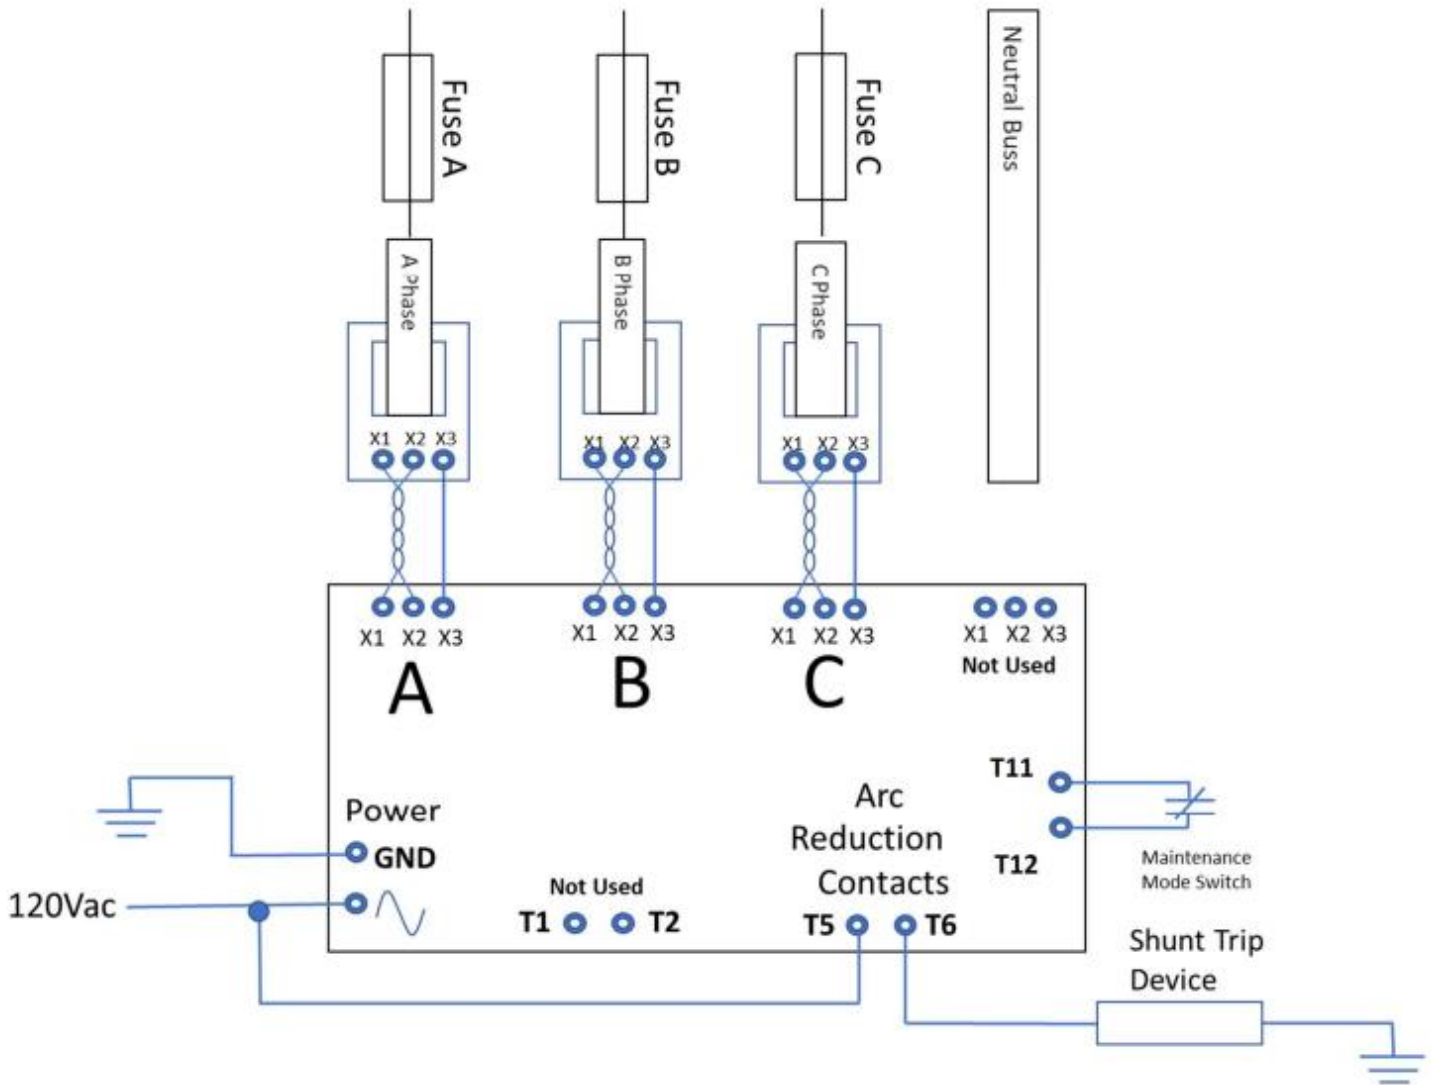 Fuse A
Fuse B
Fuse C
Neutral Buss
A Phase
B Phase
C Phase
X1 X2 X3
X1 X2 X3
X1 X2 X3
X1 X2 X3
X1 X2 X3
X1 X2 X3
X1 X2 X3
A
B
C
Not Used
Power
GND
120Vac
Not Used
T1
T2
Arc
Reduction
Contacts
T5
T6
T11
T12
Maintenance
Mode Switch
Shunt Trip
Device